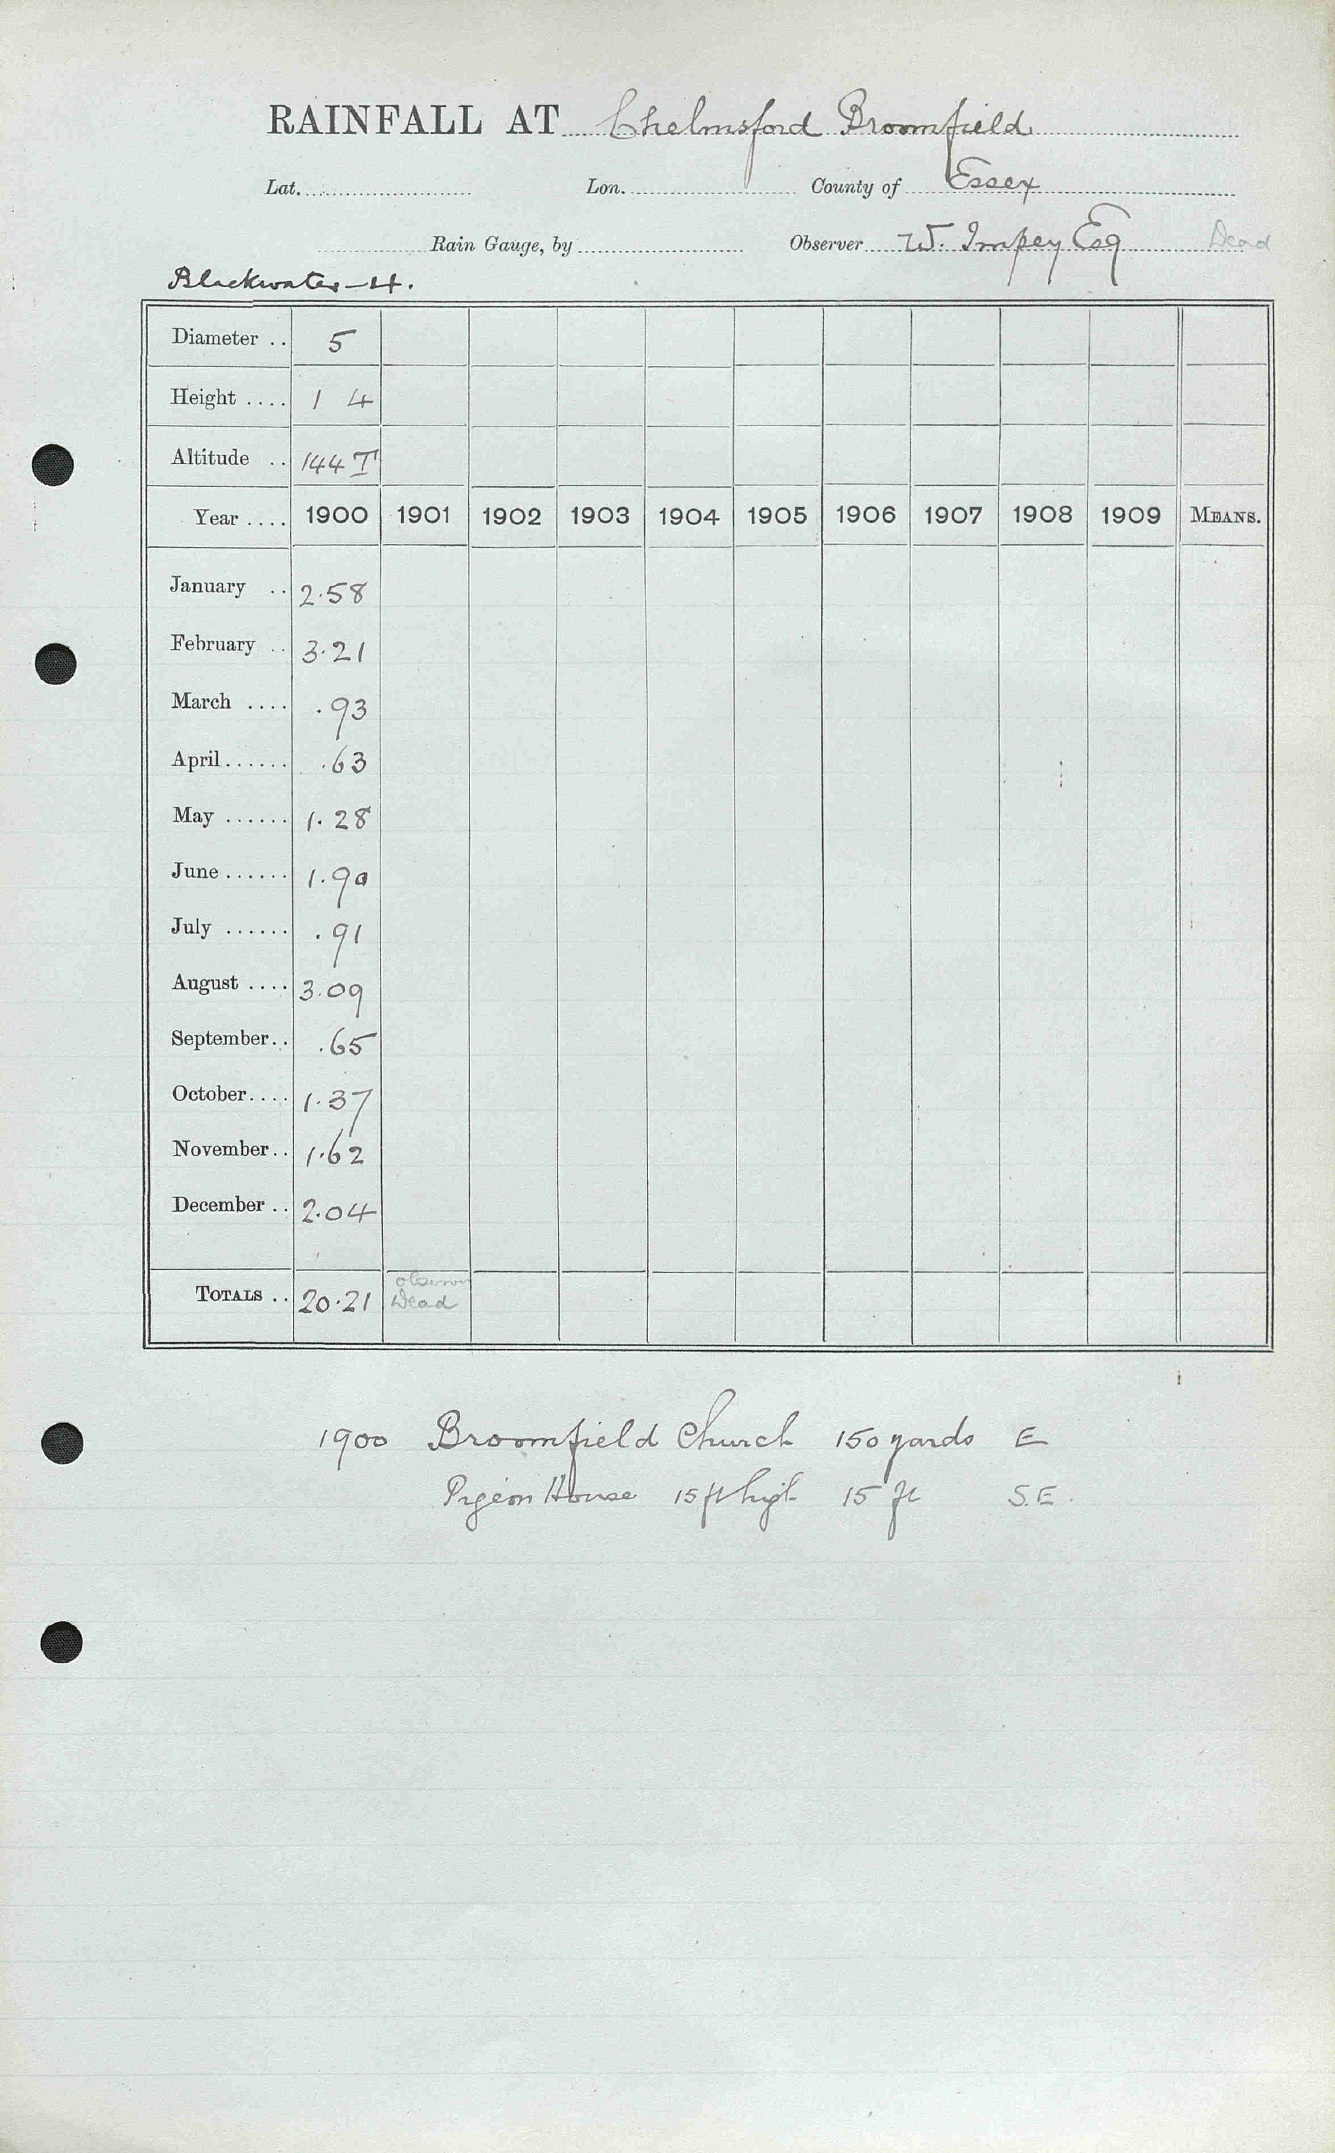 RAINFALL AT Chelmsford Broomfield
Lat. Lon. County of Essex
Rain Gauge, by Observer W. Impey Esq Dead
Blackwater—4.
Diameter .. 5
Height .... 1 4
Altitude .. 144 T
Year .... 1900 1901 1902 1903 1904 1905 1906 1907 1908 1909 MEANS.
January .. 2.58
February .. 3.21
March .... .93
April...... .63
May ...... 1.28
June ...... 1.90
July ...... .91
August .... 3.09
September.. .65
October.... 1.37
November.. 1.62
December .. 2.04
TOTALS .. 20.21 observer Dead
1900 Broomfield Church 150 yards E
Pigeon House 15 ft high 15 ft S.E.